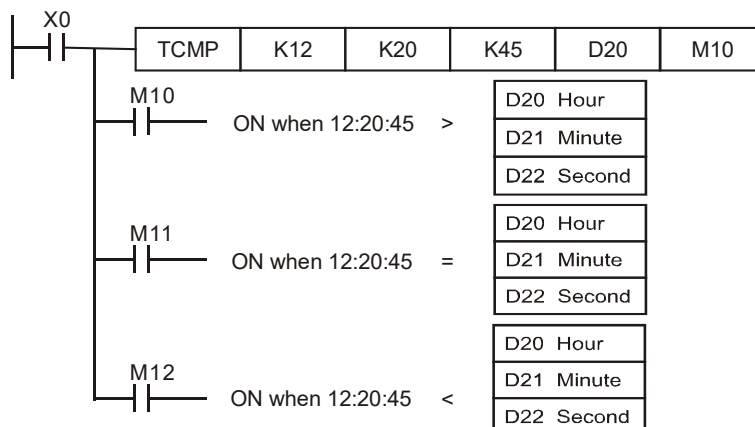 X0
TCMP K12 K20 K45 D20 M10
M10
ON when 12:20:45 >
D20 Hour
D21 Minute
D22 Second
M11
ON when 12:20:45 =
D20 Hour
D21 Minute
D22 Second
M12
ON when 12:20:45 <
D20 Hour
D21 Minute
D22 Second